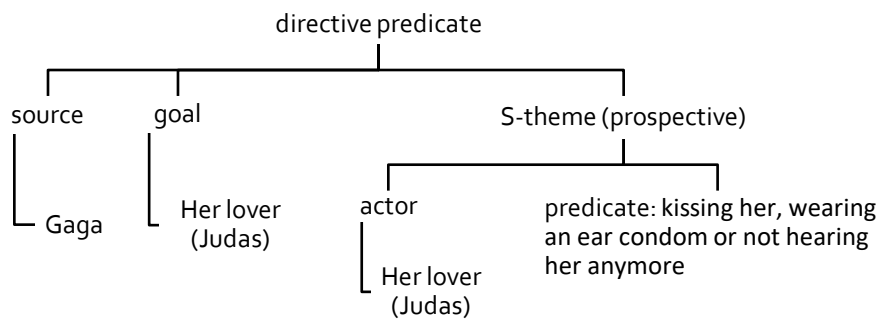 directive predicate
source
goal
S-theme (prospective)
Gaga
Her lover
(Judas)
actor
predicate: kissing her, wearing
an ear condom or not hearing
her anymore
Her lover
(Judas)